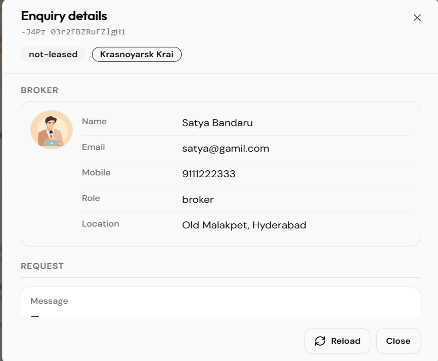 Enquiry details
-J4Pz 03r2FBZRuFZlgH1
not-leased
Krasnoyarsk Krai
BROKER
Name Satya Bandaru
Email satya@gamil.com
Mobile 9111222333
Role broker
Location Old Malakpet, Hyderabad
REQUEST
Message
—
Reload Close